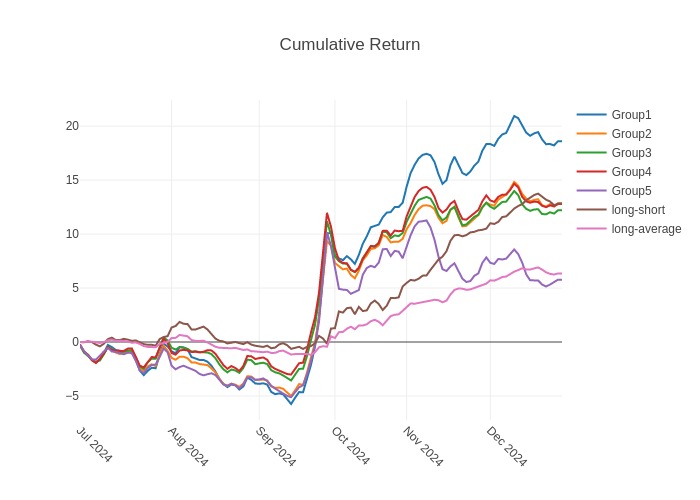 Cumulative Return
20
15
10
5
0
−5
Jul 2024
Aug 2024
Sep 2024
Oct 2024
Nov 2024
Dec 2024
Group1
Group2
Group3
Group4
Group5
long-short
long-average